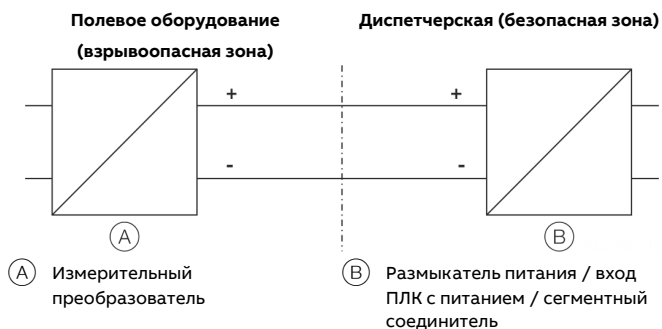 Полевое оборудование
(взрывоопасная зона)
Диспетчерская (безопасная зона)
+
+
-
-
A
B
A Измерительный
преобразователь
B Размыкатель питания / вход
ПЛК с питанием / сегментный
соединитель